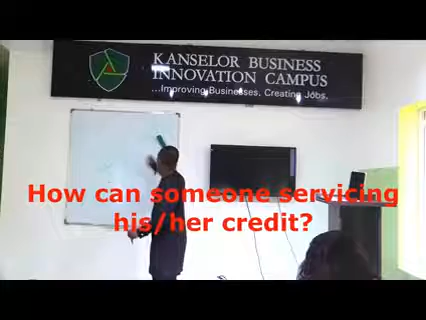 KANSELOR BUSINESS
INNOVATION CAMPUS
...Improving Businesses, Creating Jobs.
How can someone servicing
his/her credit?